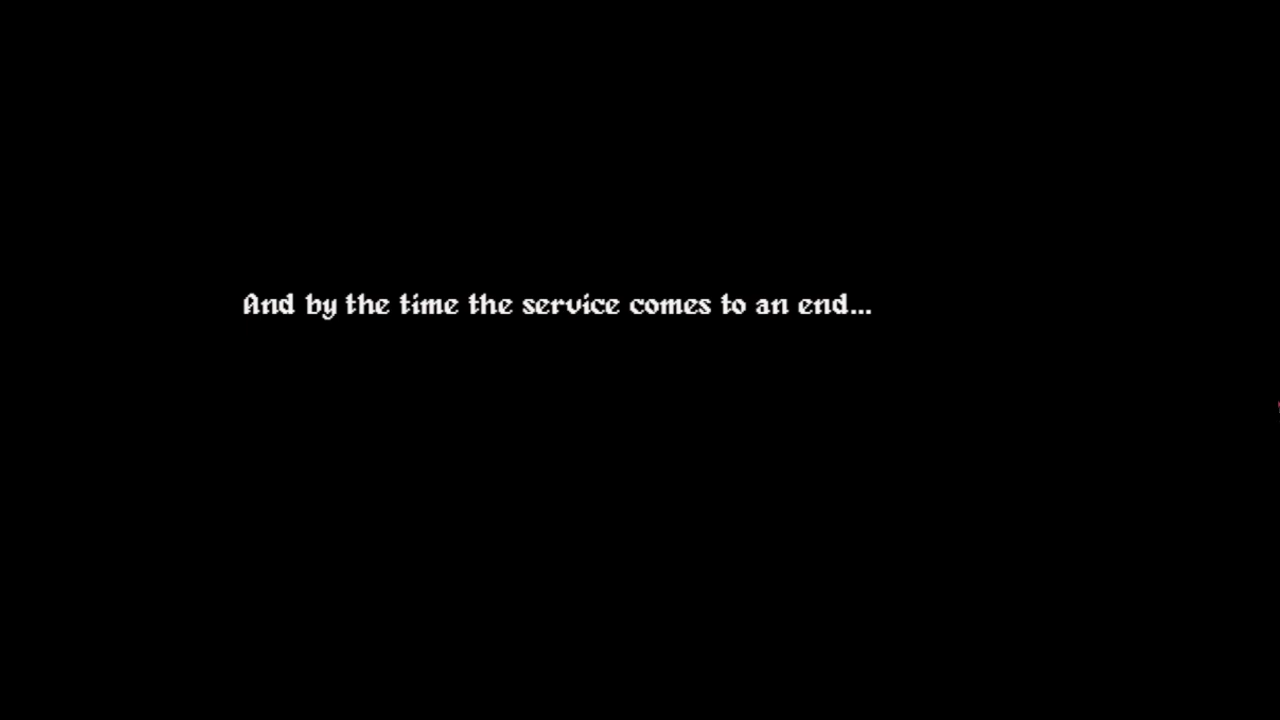 And by the time the service comes to an end...